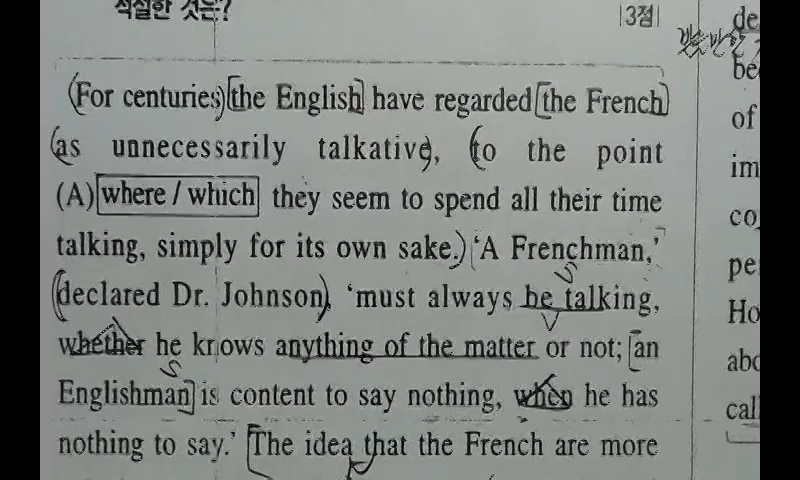 적절한 것은? |3점|
For centuries the English have regarded the French
as unnecessarily talkative, to the point
(A) where / which they seem to spend all their time
talking, simply for its own sake. ‘A Frenchman,’
declared Dr. Johnson, ‘must always be talking,
whether he knows anything of the matter or not; an
Englishman is content to say nothing, when he has
nothing to say.’ The idea that the French are more
S
V
S
de
be
of
im
co
pe
Ho
abo
cal